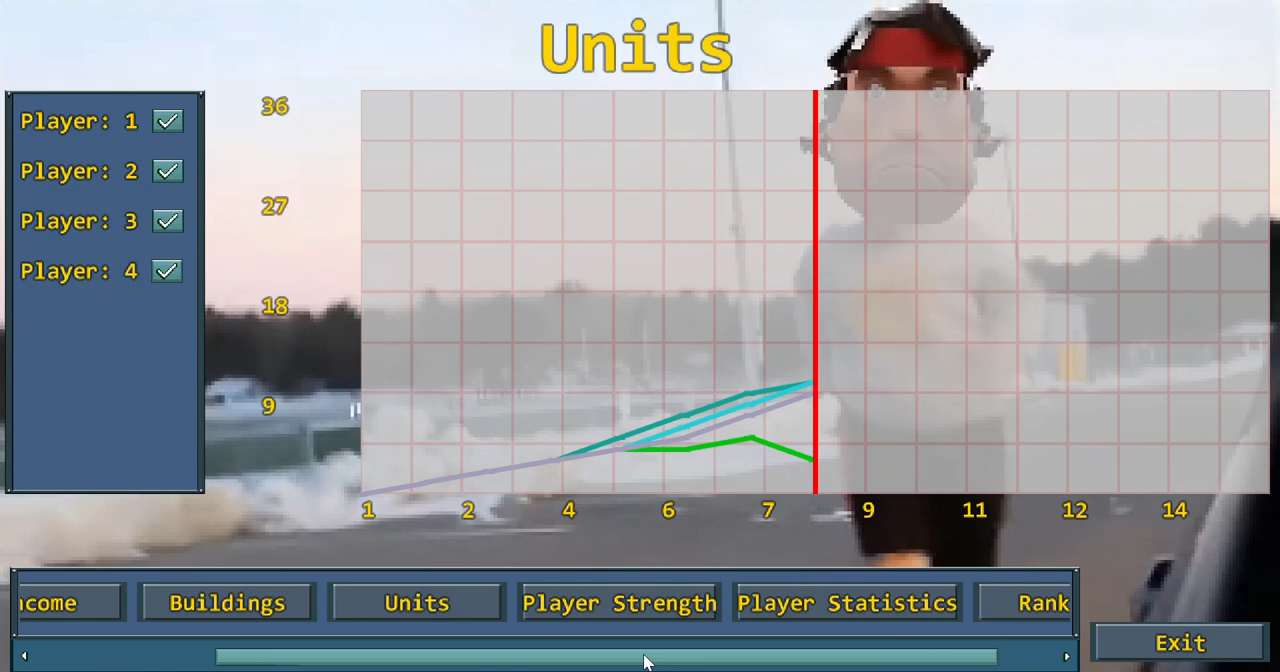 Units
Player: 1
Player: 2
Player: 3
Player: 4
36
27
18
9
1 2 4 6 7 9 11 12 14
ncome Buildings Units Player Strength Player Statistics Rank
Exit